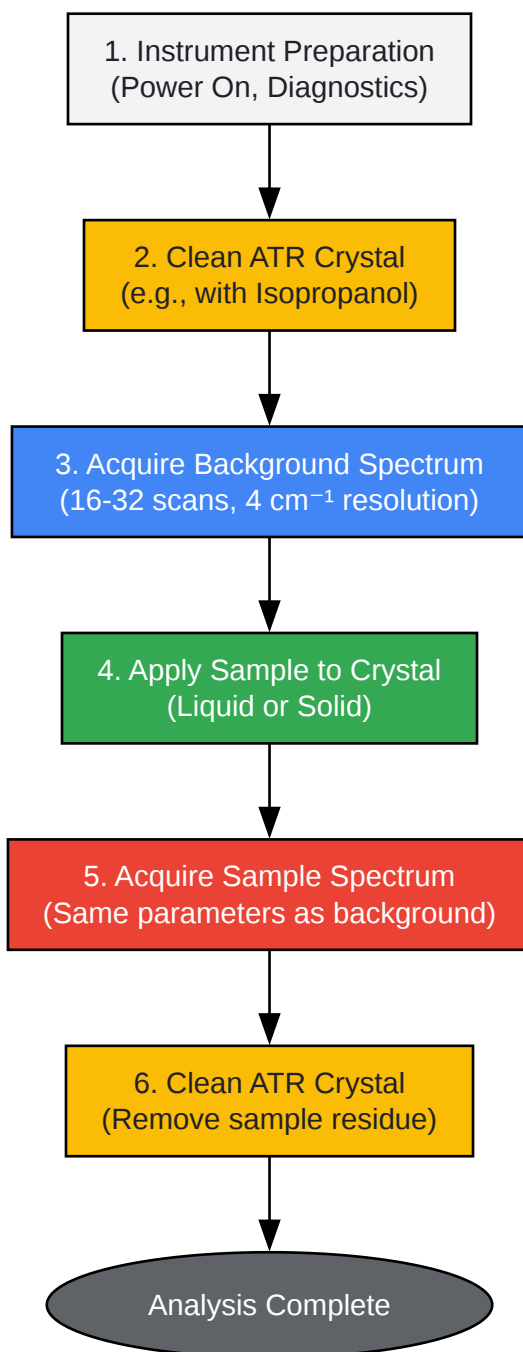 1. Instrument Preparation
(Power On, Diagnostics)
2. Clean ATR Crystal
(e.g., with Isopropanol)
3. Acquire Background Spectrum
(16-32 scans, 4 cm⁻¹ resolution)
4. Apply Sample to Crystal
(Liquid or Solid)
5. Acquire Sample Spectrum
(Same parameters as background)
6. Clean ATR Crystal
(Remove sample residue)
Analysis Complete